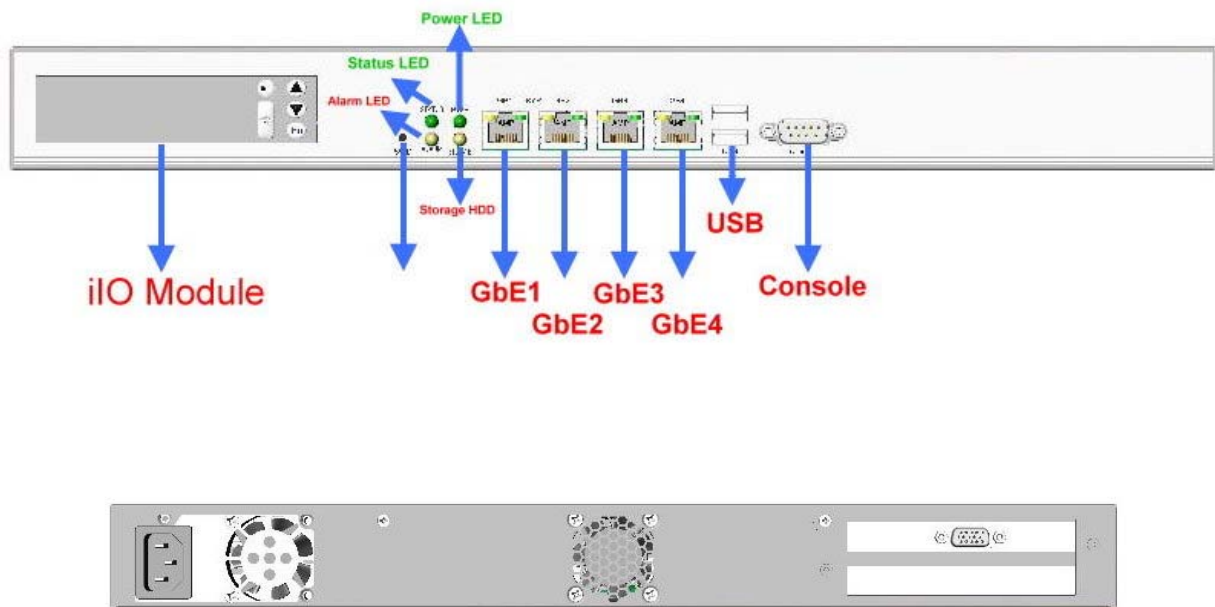 Power LED
Status LED
Alarm LED
Storage HDD
USB
iIO Module
GbE1
GbE3
Console
GbE2
GbE4